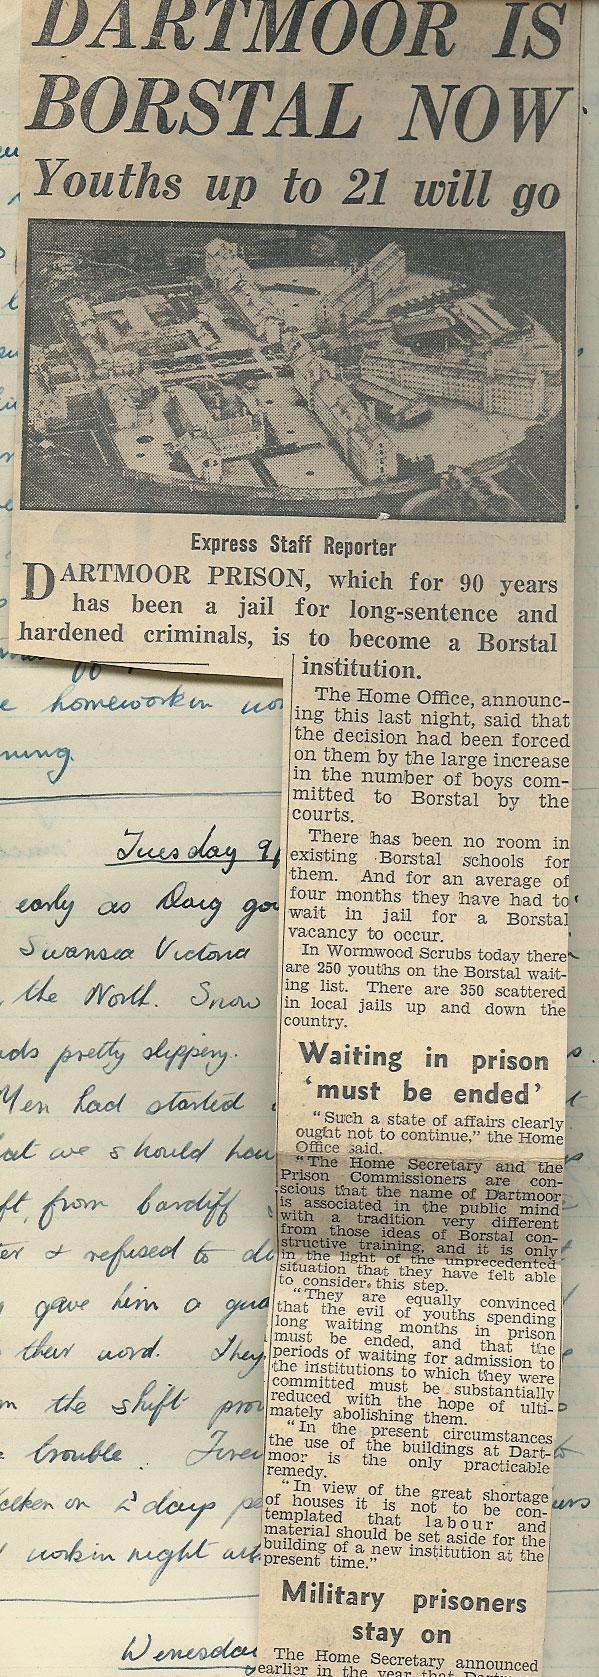 DARTMOOR IS
BORSTAL NOW
Youths up to 21 will go
Express Staff Reporter
DARTMOOR PRISON, which for 90 years
has been a jail for long-sentence and
hardened criminals, is to become a Borstal
institution.
The Home Office, announc-
ing this last night, said that
the decision had been forced
on them by the large increase
in the number of boys com-
mitted to Borstal by the
courts.
There has been no room in
existing Borstal schools for
them. And for an average of
four months they have had to
wait in jail for a Borstal
vacancy to occur.
In Wormwood Scrubs today there
are 250 youths on the Borstal wait-
ing list. There are 350 scattered
in local jails up and down the
country.
Waiting in prison
'must be ended'
"Such a state of affairs clearly
ought not to continue," the Home
Office said.
"The Home Secretary and the
Prison Commissioners are con-
scious that the name of Dartmoor
is associated in the public mind
with a tradition very different
from those ideas of Borstal con-
structive training, and it is only
in the light of the unprecedented
situation that they have felt able
to consider this step.
"They are equally convinced
that the evil of youths spending
long waiting months in prison
must be ended, and that the
periods of waiting for admission to
the institutions to which they were
committed must be substantially
reduced with the hope of ulti-
mately abolishing them.
"In the present circumstances
the use of the buildings at Dart-
moor is the only practicable
remedy.
"In view of the great shortage
of houses it is not to be con-
templated that labour and
material should be set aside for the
building of a new institution at the
present time."
Military prisoners
stay on
The Home Secretary announced
earlier in the year that
homeworkin
Tuesday
early as Doug
Swansea Victoria
the North. Snow
pretty slippery.
Men had started
we should
from Cardiff
& refused to
gave him a
their word. They
the shift
trouble.
on 2 days
workin night
Wenesday